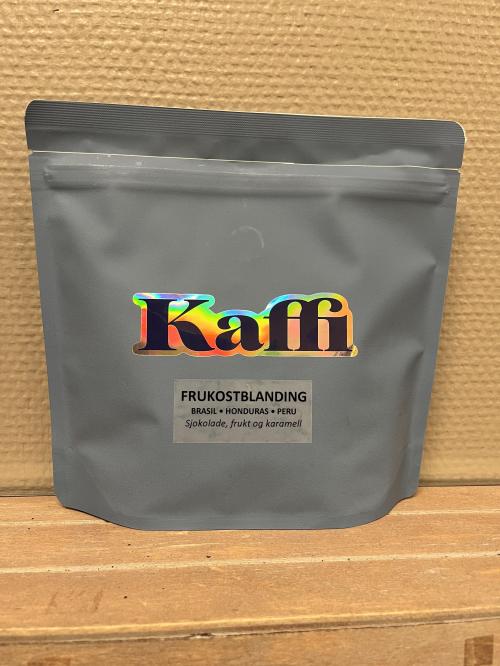 Kaffi
FRUKOSTBLANDING
BRASIL • HONDURAS • PERU
Sjokolade, frukt og karamell